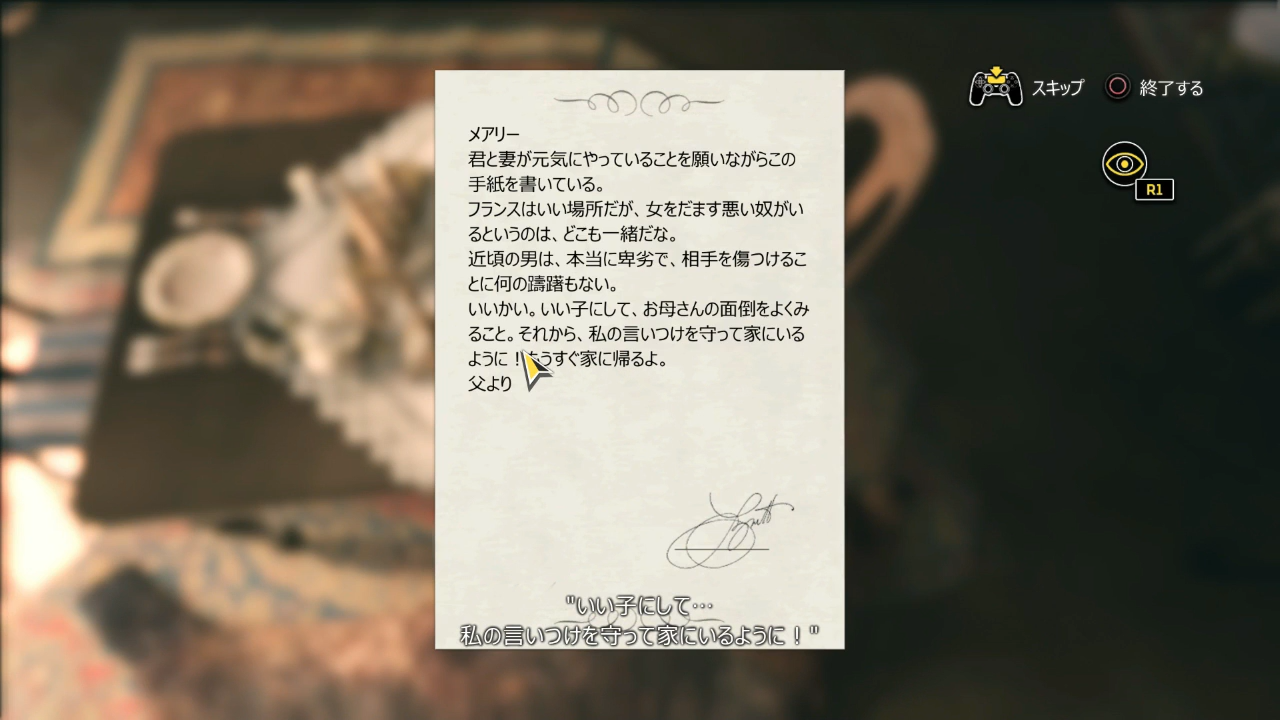 スキップ
終了する
R1
メアリー
君と妻が元気にやっていることを願いながらこの
手紙を書いている。
フランスはいい場所だが、女をだます悪い奴がい
るというのは、どこも一緒だな。
近頃の男は、本当に卑劣で、相手を傷つけるこ
とに何の躊躇もない。
いいかい。いい子にして、お母さんの面倒をよくみ
ること。それから、私の言いつけを守って家にいる
ように！もうすぐ家に帰るよ。
父より
"いい子にして…
私の言いつけを守って家にいるように！"